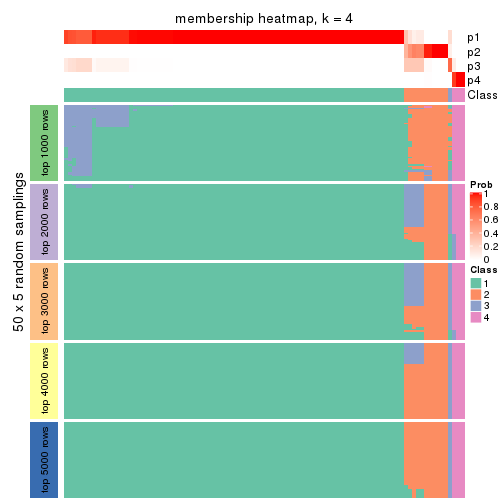 membership heatmap, k = 4
p1
p2
p3
p4
Class
50 x 5 random samplings
top 1000 rows
top 2000 rows
top 3000 rows
top 4000 rows
top 5000 rows
Prob
1
0.8
0.6
0.4
0.2
0
Class
1
2
3
4